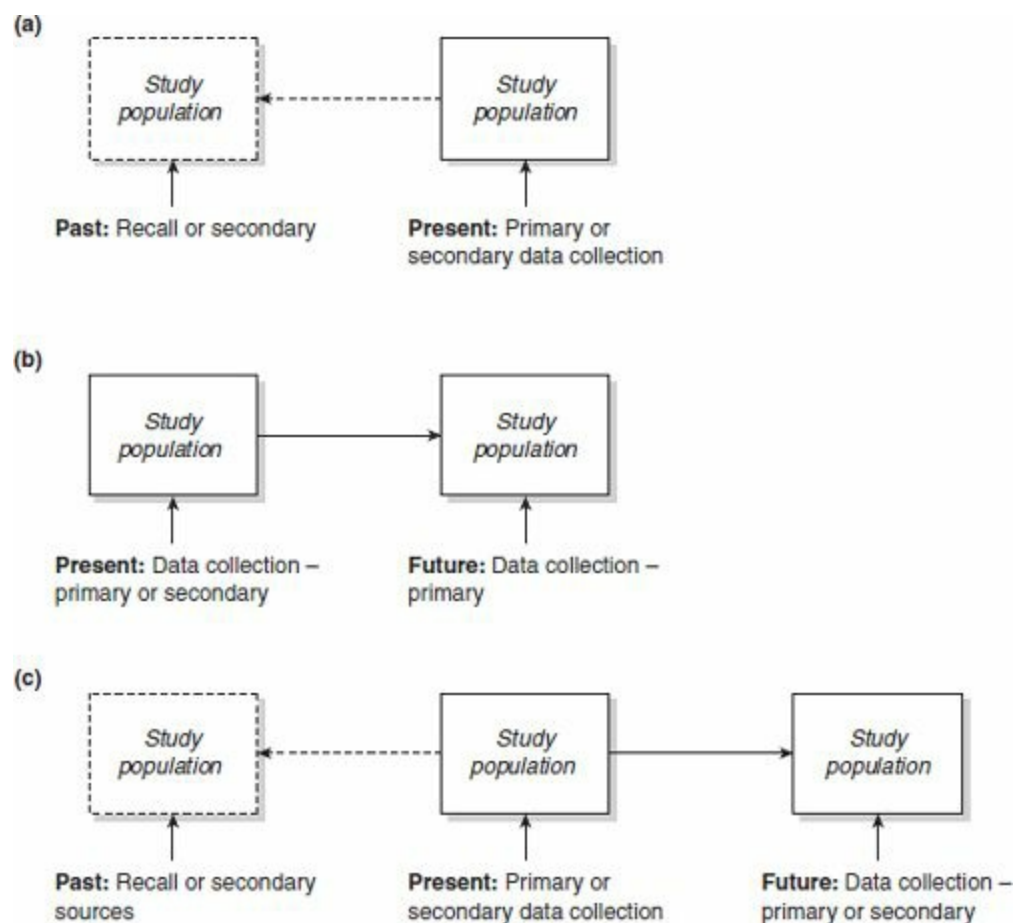 (a)
Study
population
Study
population
Past: Recall or secondary
Present: Primary or
secondary data collection
(b)
Study
population
Study
population
Present: Data collection –
primary or secondary
Future: Data collection –
primary
(c)
Study
population
Study
population
Study
population
Past: Recall or secondary
sources
Present: Primary or
secondary data collection
Future: Data collection –
primary or secondary